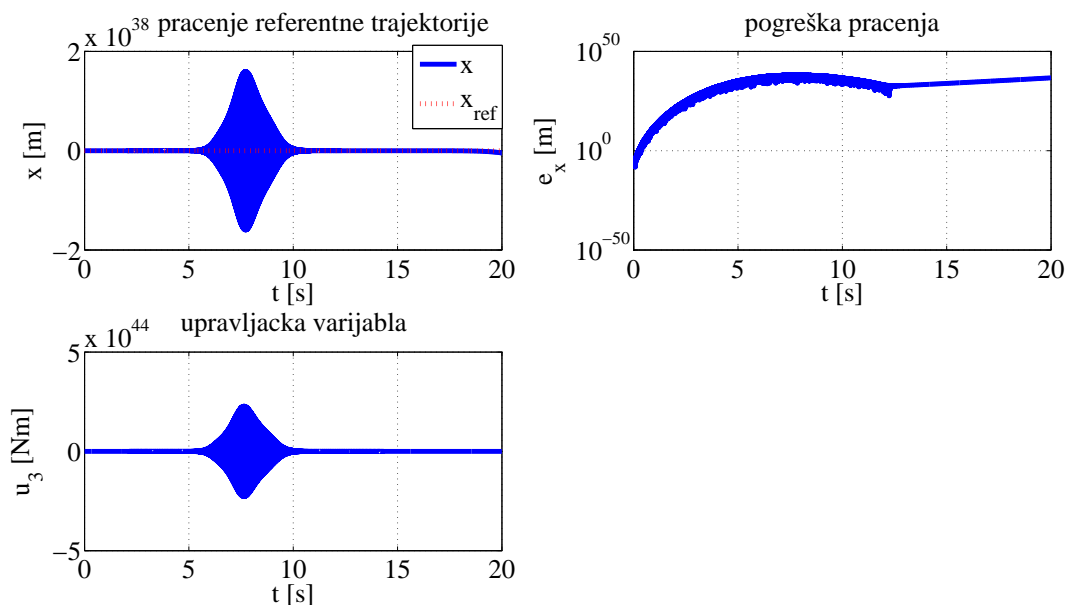 x 10^38 pracenje referentne trajektorije
2
0
−2
x [m]
0 5 10 15 20
t [s]
x
x_ref
pogreška pracenja
10^50
10^0
10^−50
e_x [m]
0 5 10 15 20
t [s]
x 10^44 upravljacka varijabla
5
0
−5
u_3 [Nm]
0 5 10 15 20
t [s]